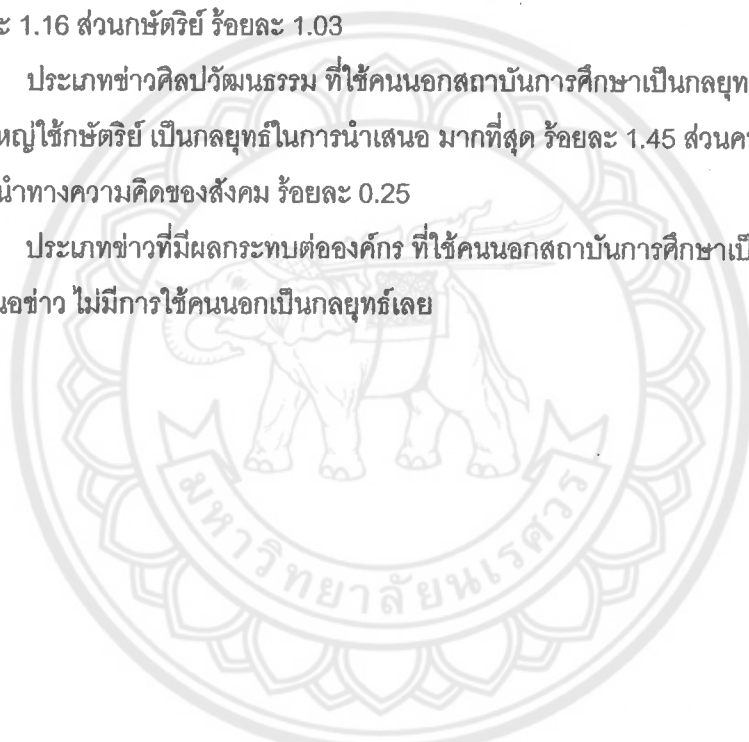 ะ 1.16 ส่วนกษัตริย์ ร้อยละ 1.03
ประเภทข่าวศิลปวัฒนธรรม ที่ใช้คนนอกสถาบันการศึกษาเป็นกลยุท
หญ่ใช้กษัตริย์ เป็นกลยุทธ์ในการนำเสนอ มากที่สุด ร้อยละ 1.45 ส่วนค
นำทางความคิดของสังคม ร้อยละ 0.25
ประเภทข่าวที่มีผลกระทบต่อองค์กร ที่ใช้คนนอกสถาบันการศึกษาเป็
นอข่าว ไม่มีการใช้คนนอกเป็นกลยุทธ์เลย
มหาวิทยาลัยนเรศวร